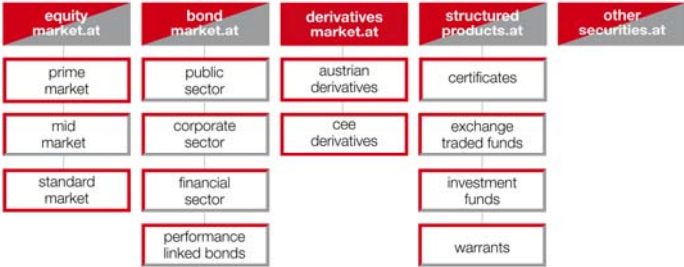 equity
market.at
prime
market
mid
market
standard
market
bond
market.at
public
sector
corporate
sector
financial
sector
performance
linked bonds
derivatives
market.at
austrian
derivatives
cee
derivatives
structured
products.at
certificates
exchange
traded funds
investment
funds
warrants
other
securities.at